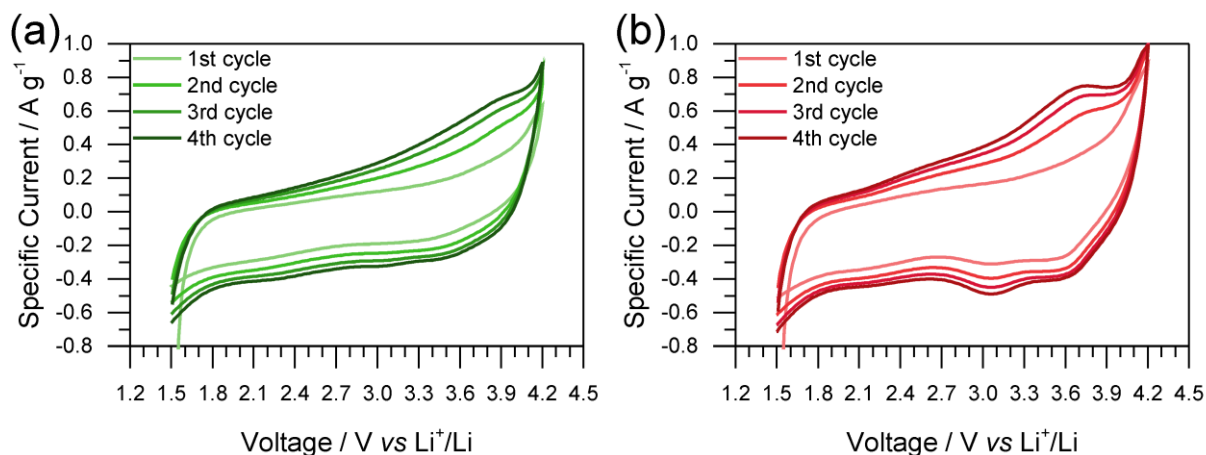 (a)
Specific Current / A g⁻¹
1.0
0.8
0.6
0.4
0.2
0.0
-0.2
-0.4
-0.6
-0.8
1st cycle
2nd cycle
3rd cycle
4th cycle
1.2 1.5 1.8 2.1 2.4 2.7 3.0 3.3 3.6 3.9 4.2 4.5
Voltage / V vs Li⁺/Li
(b)
Specific Current / A g⁻¹
1.0
0.8
0.6
0.4
0.2
0.0
-0.2
-0.4
-0.6
-0.8
1st cycle
2nd cycle
3rd cycle
4th cycle
1.2 1.5 1.8 2.1 2.4 2.7 3.0 3.3 3.6 3.9 4.2 4.5
Voltage / V vs Li⁺/Li